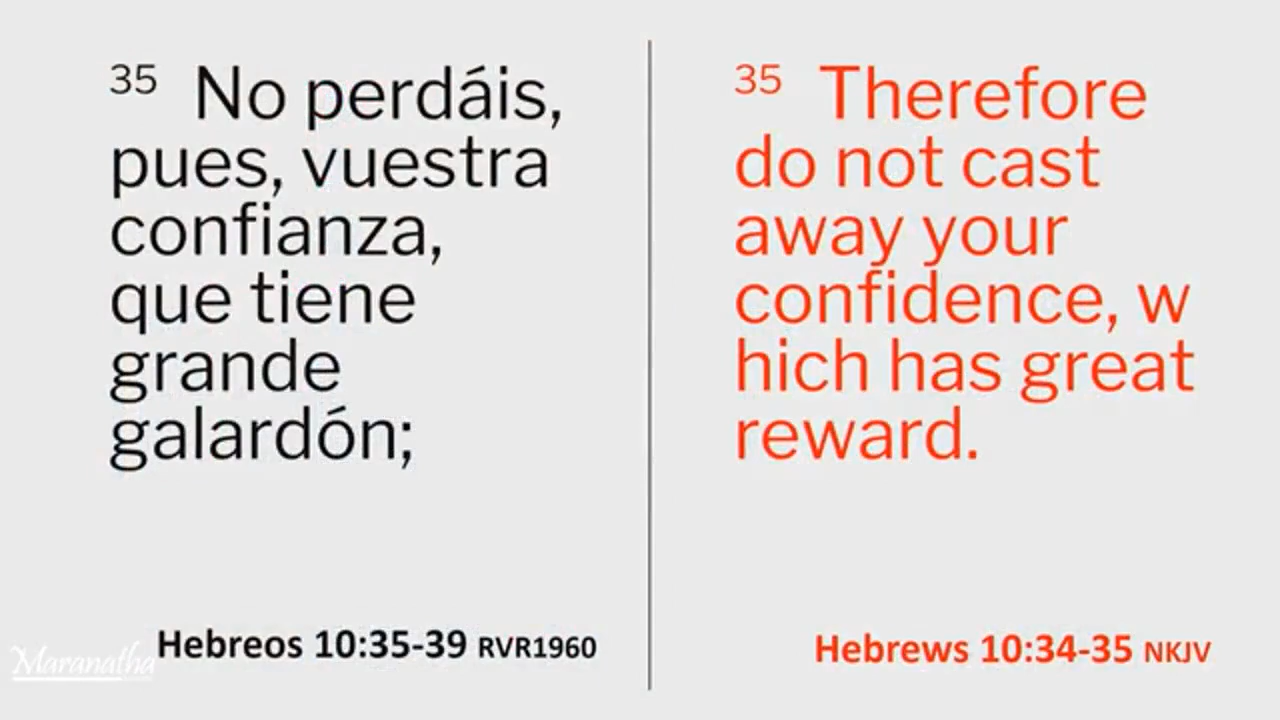 35 No perdáis,
pues, vuestra
confianza,
que tiene
grande
galardón;
Hebreos 10:35-39 RVR1960
35 Therefore
do not cast
away your
confidence, w
hich has great
reward.
Hebrews 10:34-35 NKJV
Maranatha